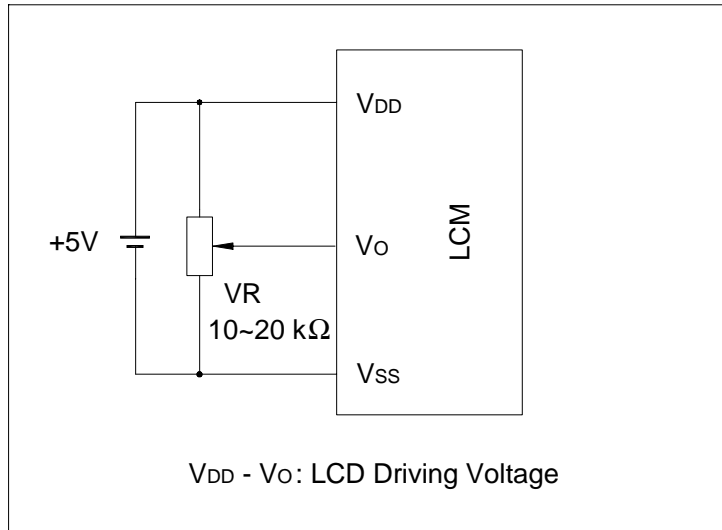 VDD
+5V
VO
LCM
VR
10~20 kΩ
VSS
VDD - VO: LCD Driving Voltage